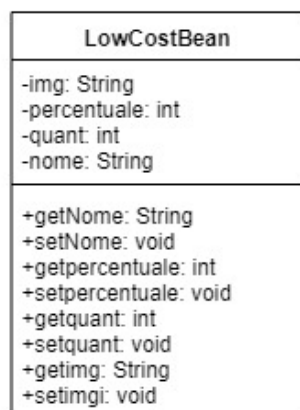 LowCostBean
-img: String
-percentuale: int
-quant: int
-nome: String
+getNome: String
+setNome: void
+getpercentuale: int
+setpercentuale: void
+getquant: int
+setquant: void
+getimg: String
+setimgi: void